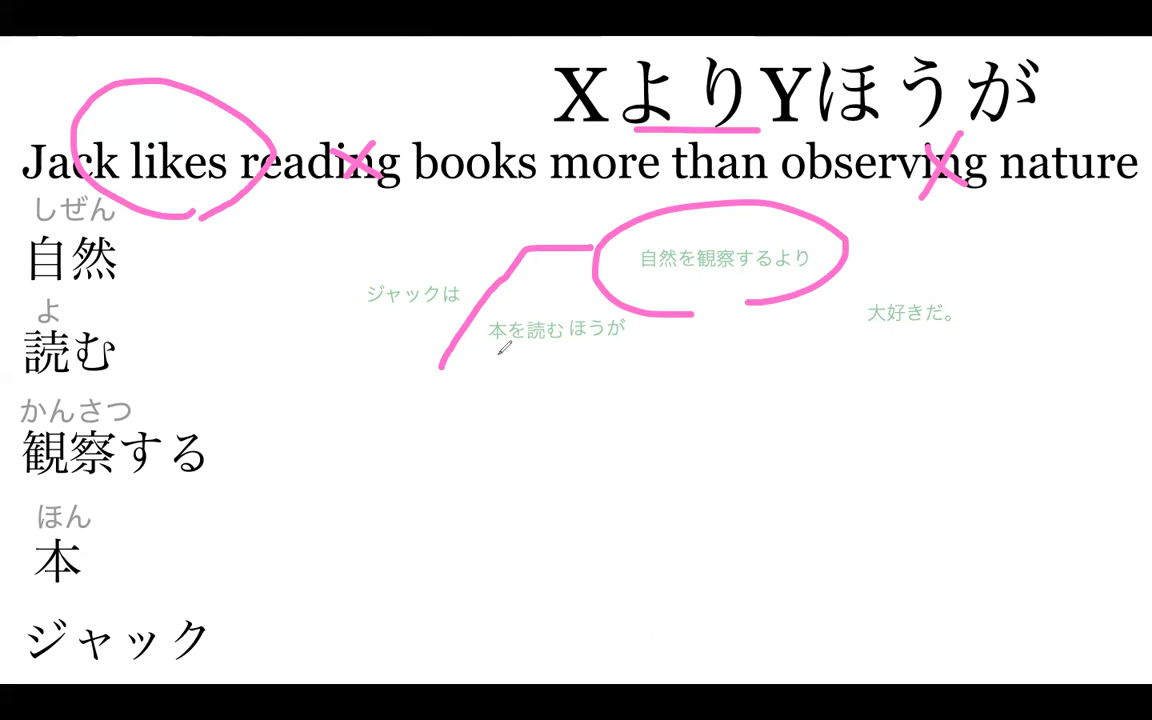 XよりYほうが
Jack likes reading books more than observing nature
しぜん
自然
自然を観察するより
ジャックは
よ
大好きだ。
本を読む ほうが
読む
かんさつ
観察する
ほん
本
ジャック